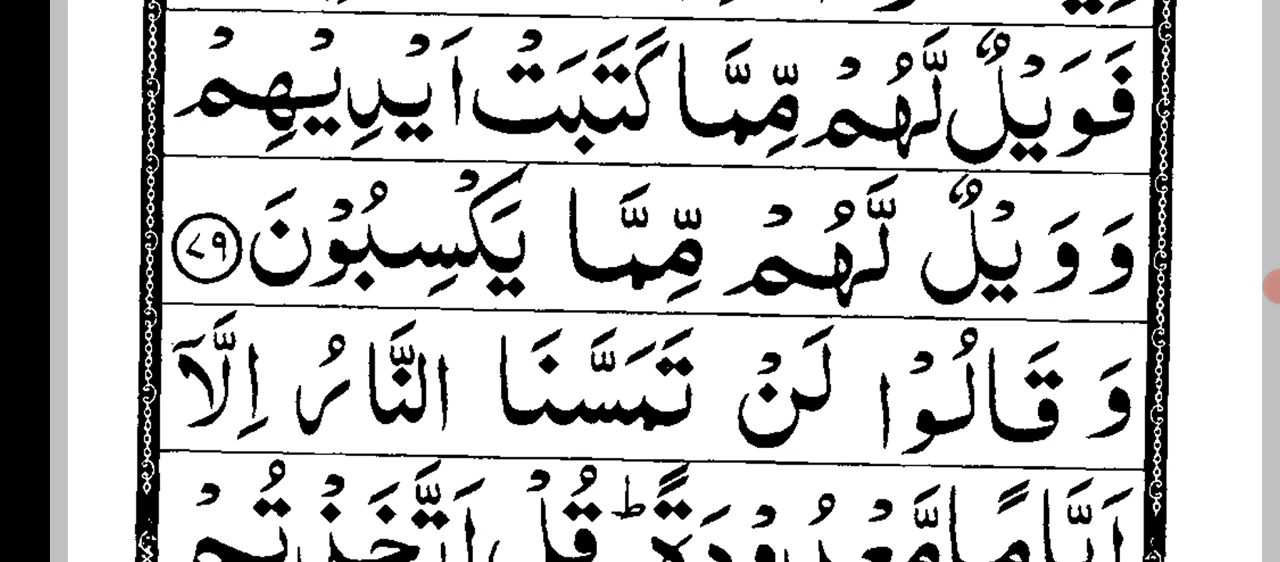 فَوَيْلٌ لَّهُمْ مِّمَّا كَتَبَتْ اَيْدِيْهِمْ
وَ وَيْلٌ لَّهُمْ مِّمَّا يَكْسِبُوْنَ ﴿۷۹﴾
وَ قَالُوْا لَنْ تَمَسَّنَا النَّارُ اِلَّاۤ
اَيَّامًا مَّعْدُوْدَةً ؕ قُلْ اَتَّخَذْتُمْ